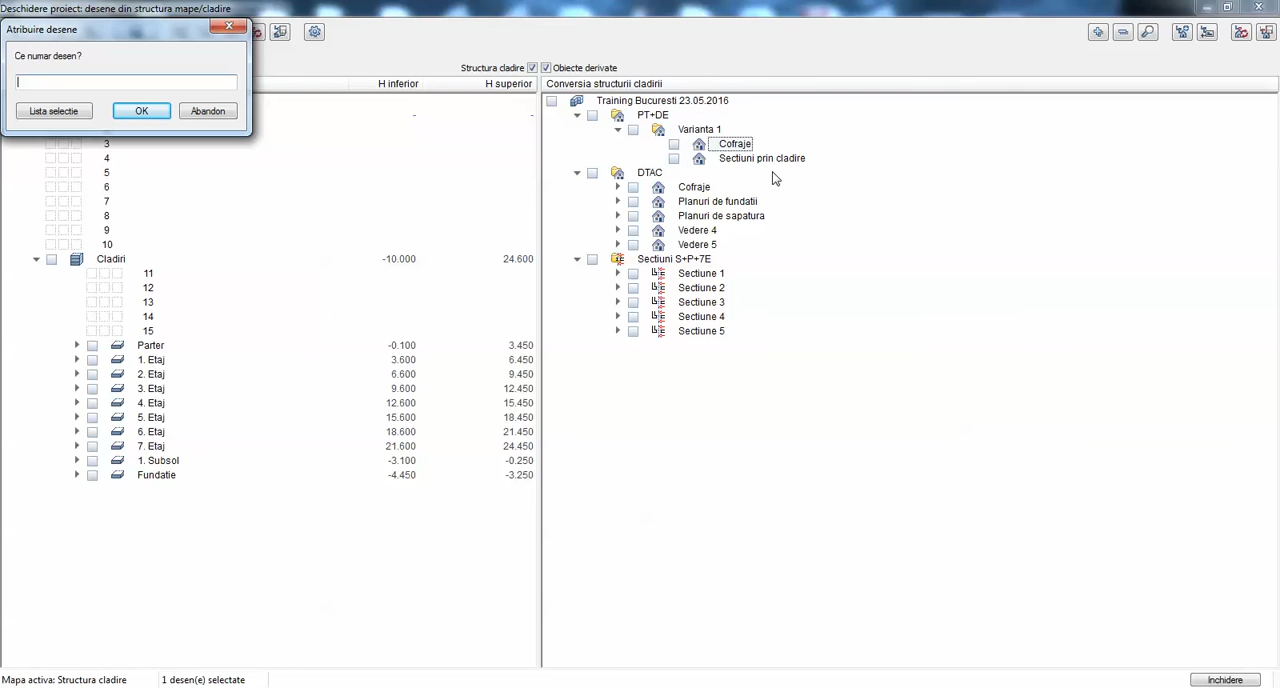 Deschidere proiect: desene din structura mape/cladire
Atribuire desene
Ce numar desen?
Lista selectie OK Abandon
Structura cladire Obiecte derivate
H inferior H superior Conversia structurii cladirii
Training Bucuresti 23.05.2016
- - PT+DE
Varianta 1
3 Cofraje
4 Sectiuni prin cladire
5 DTAC
6 Cofraje
7 Planuri de fundatii
8 Planuri de sapatura
9 Vedere 4
10 Vedere 5
Cladiri -10.000 24.600 Sectiuni S+P+7E
11 Sectiune 1
12 Sectiune 2
13 Sectiune 3
14 Sectiune 4
15 Sectiune 5
Parter -0.100 3.450
1. Etaj 3.600 6.450
2. Etaj 6.600 9.450
3. Etaj 9.600 12.450
4. Etaj 12.600 15.450
5. Etaj 15.600 18.450
6. Etaj 18.600 21.450
7. Etaj 21.600 24.450
1. Subsol -3.100 -0.250
Fundatie -4.450 -3.250
Mapa activa: Structura cladire 1 desen(e) selectate Inchidere